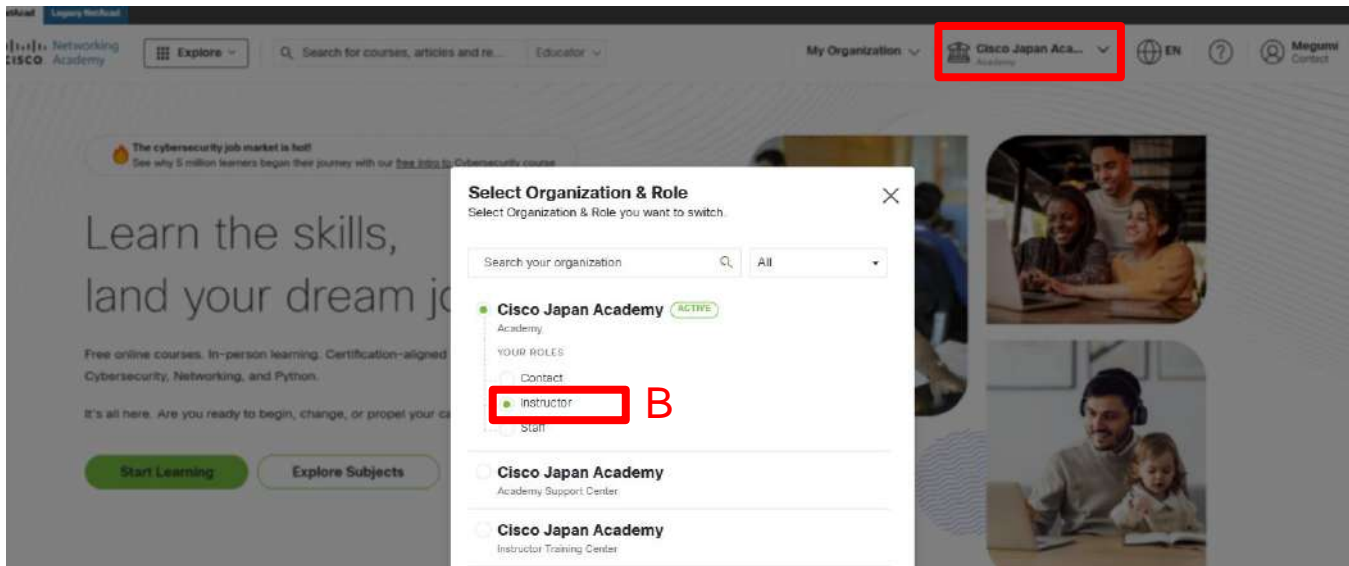 Legacy NetAcad
Networking
CISCO Academy
Explore
Search for courses, articles and re...
Educator
My Organization
Cisco Japan Aca...
Academy
EN
?
Megumi
Contact
The cybersecurity job market is hot!
See why 5 million learners began their journey with our free Intro to Cybersecurity course
Learn the skills,
land your dream jo
Free online courses. In-person learning. Certification-aligned
Cybersecurity, Networking, and Python.
It's all here. Are you ready to begin, change, or propel your ca
Start Learning
Explore Subjects
Select Organization & Role
Select Organization & Role you want to switch.
Search your organization
All
Cisco Japan Academy ACTIVE
Academy
YOUR ROLES
Contact
Instructor
B
Staff
Cisco Japan Academy
Academy Support Center
Cisco Japan Academy
Instructor Training Center